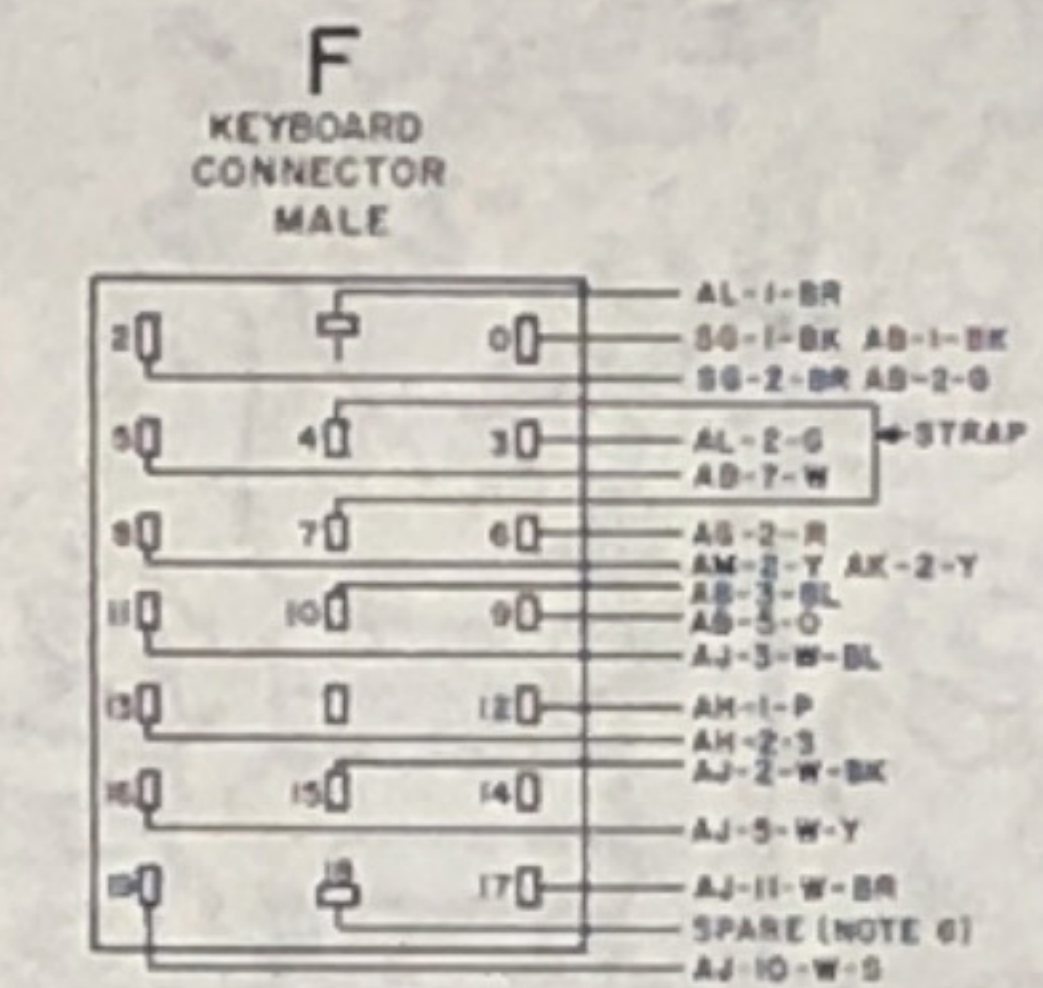 F
KEYBOARD
CONNECTOR
MALE
AL-1-BR
2 0 SG-1-BK AB-1-BK
SG-2-BR AB-2-G
5 4 3 AL-2-G STRAP
AB-7-W
8 7 6 AG-2-R
AM-2-Y AK-2-Y
AB-3-BL
11 10 9 AB-5-O
AJ-3-W-BL
13 12 AH-1-P
AH-2-S
AJ-2-W-BK
16 15 14
AJ-5-W-Y
19 18 17 AJ-11-W-BR
SPARE (NOTE 6)
AJ-10-W-S